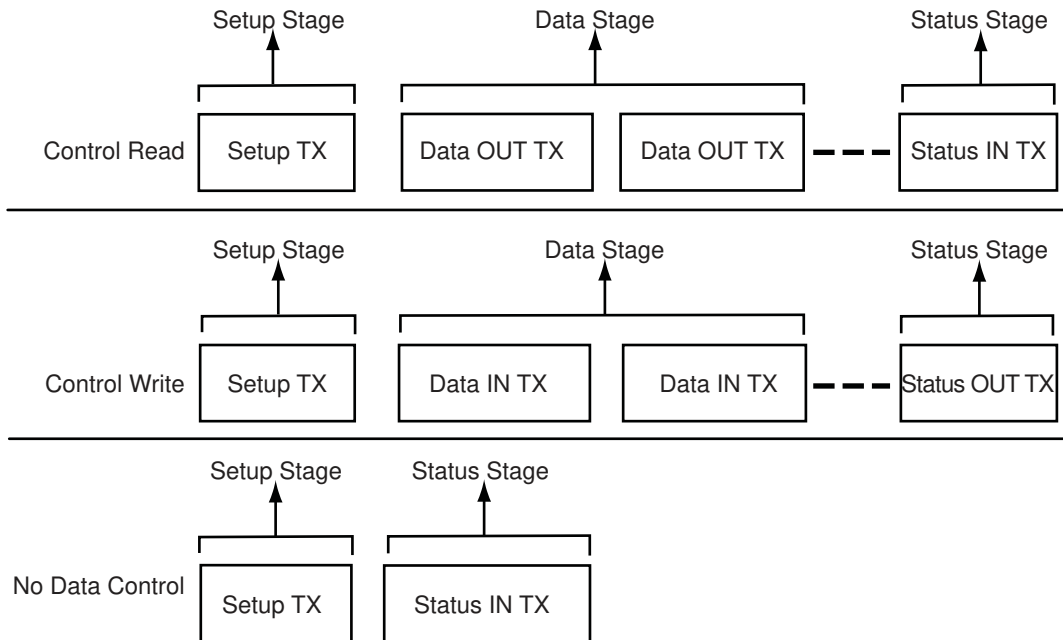 Setup Stage Data Stage Status Stage
Control Read Setup TX Data OUT TX Data OUT TX Status IN TX
Setup Stage Data Stage Status Stage
Control Write Setup TX Data IN TX Data IN TX Status OUT TX
Setup Stage Status Stage
No Data Control Setup TX Status IN TX